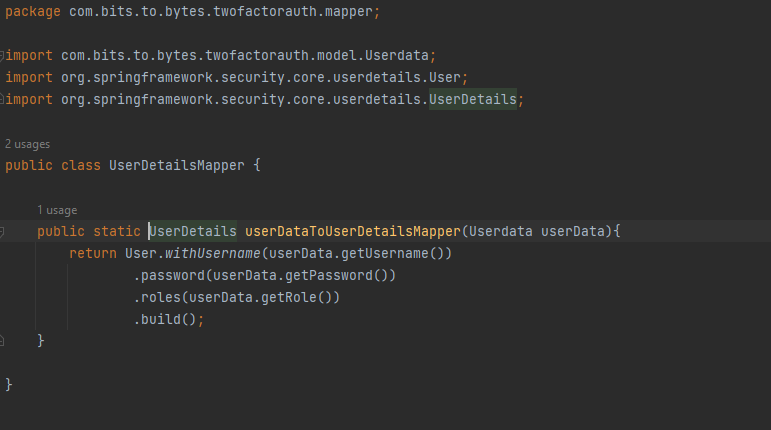 package com.bits.to.bytes.twofactorauth.mapper;
import com.bits.to.bytes.twofactorauth.model.Userdata;
import org.springframework.security.core.userdetails.User;
import org.springframework.security.core.userdetails.UserDetails;
2 usages
public class UserDetailsMapper {
1 usage
public static UserDetails userDataToUserDetailsMapper(Userdata userData){
return User.withUsername(userData.getUsername())
.password(userData.getPassword())
.roles(userData.getRole())
.build();
}
}